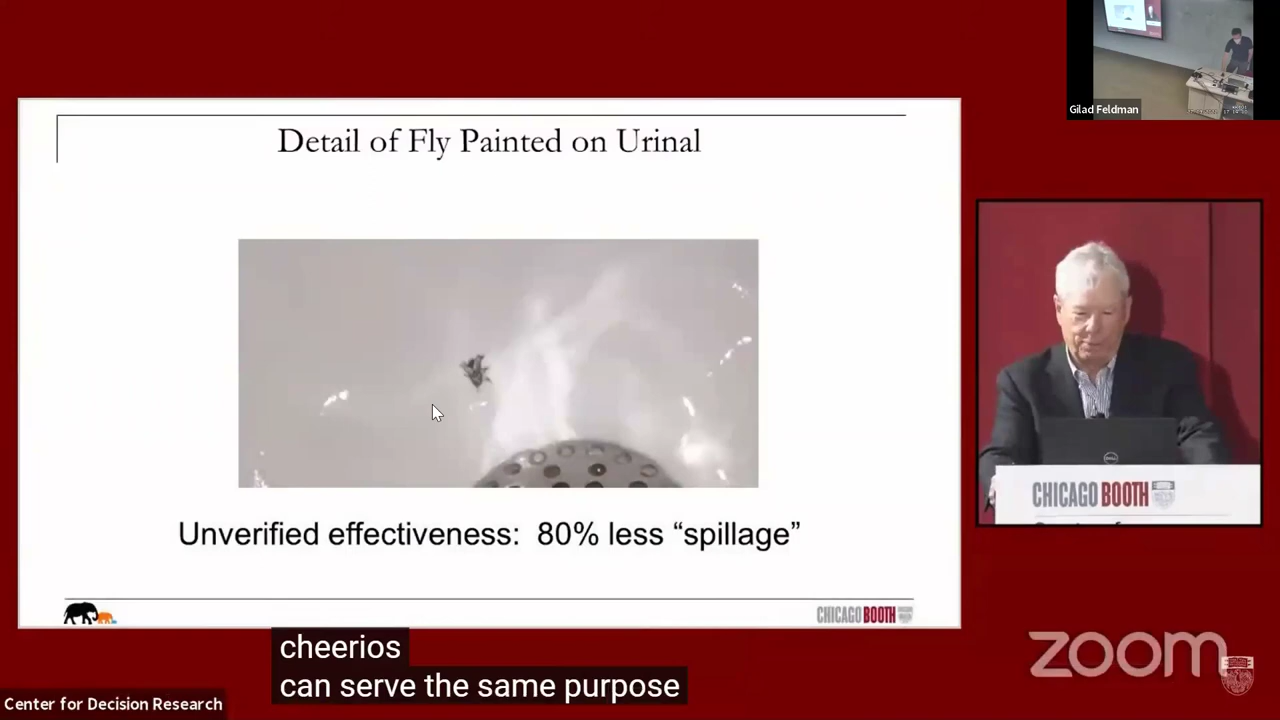 Gilad Feldman
Detail of Fly Painted on Urinal
Unverified effectiveness: 80% less “spillage”
CHICAGO BOOTH
CHICAGO BOOTH
DELL
cheerios
can serve the same purpose
Center for Decision Research
zoom